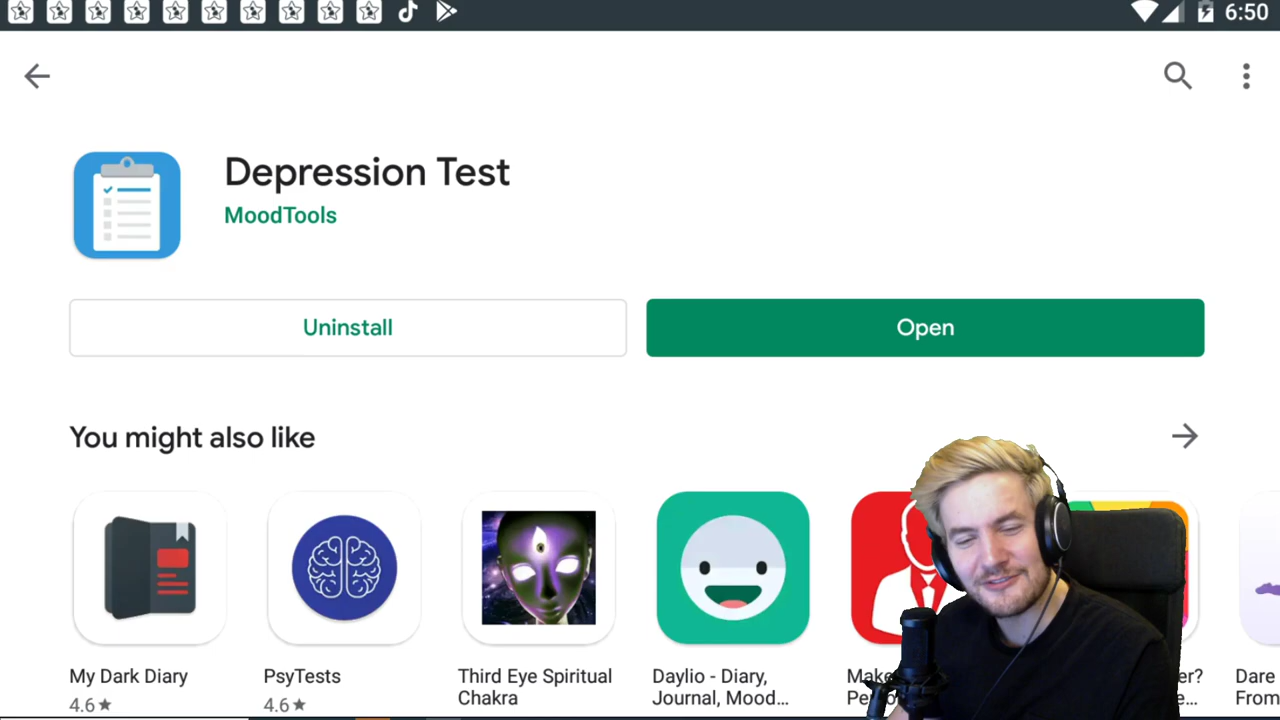 6:50
Depression Test
MoodTools
Uninstall
Open
You might also like
My Dark Diary
4.6★
PsyTests
4.6★
Third Eye Spiritual
Chakra
Daylio - Diary,
Journal, Mood...
er?
e...
Dare
From